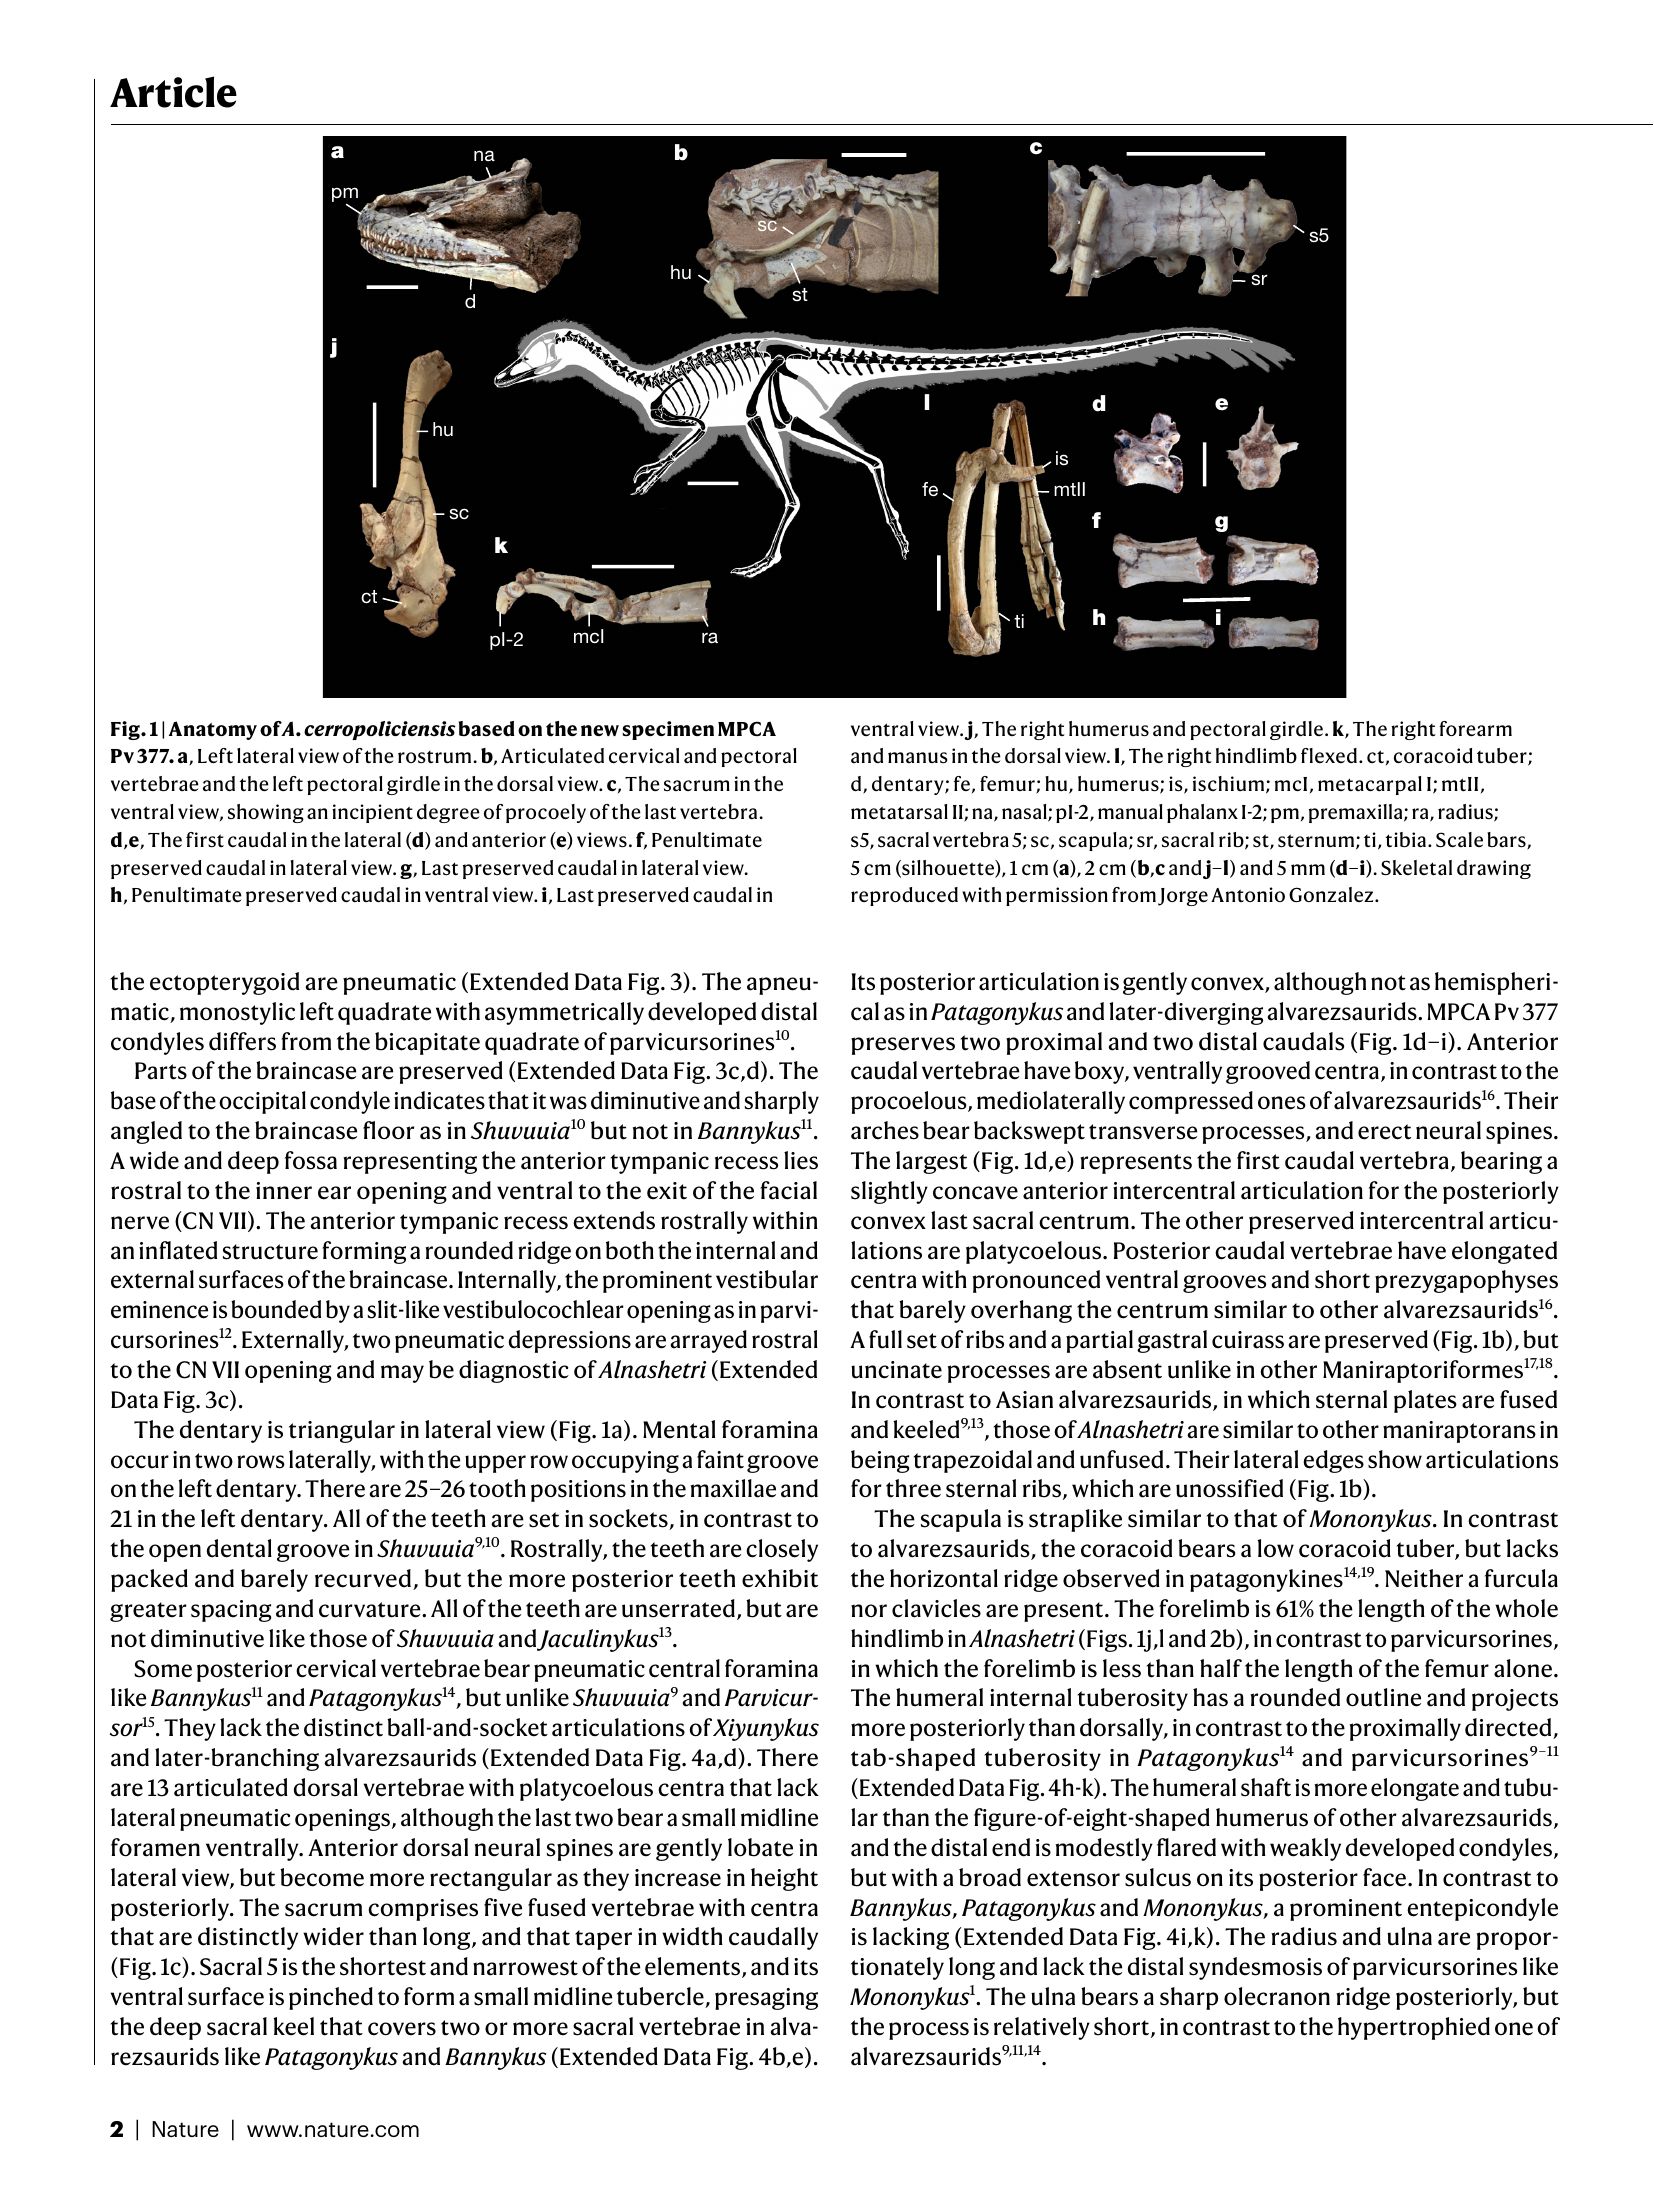 Article
a
na
pm
d
b
sc
hu
st
c
s5
sr
j
hu
sc
ct
k
pI-2
mcI
ra
l
is
fe
mtII
ti
d
e
f
g
h
i
Fig. 1 | Anatomy of A. cerropoliciensis based on the new specimen MPCA
Pv 377. a, Left lateral view of the rostrum. b, Articulated cervical and pectoral
vertebrae and the left pectoral girdle in the dorsal view. c, The sacrum in the
ventral view, showing an incipient degree of procoely of the last vertebra.
d,e, The first caudal in the lateral (d) and anterior (e) views. f, Penultimate
preserved caudal in lateral view. g, Last preserved caudal in lateral view.
h, Penultimate preserved caudal in ventral view. i, Last preserved caudal in
ventral view. j, The right humerus and pectoral girdle. k, The right forearm
and manus in the dorsal view. l, The right hindlimb flexed. ct, coracoid tuber;
d, dentary; fe, femur; hu, humerus; is, ischium; mcI, metacarpal I; mtII,
metatarsal II; na, nasal; pI-2, manual phalanx I-2; pm, premaxilla; ra, radius;
s5, sacral vertebra 5; sc, scapula; sr, sacral rib; st, sternum; ti, tibia. Scale bars,
5 cm (silhouette), 1 cm (a), 2 cm (b,c and j–l) and 5 mm (d–i). Skeletal drawing
reproduced with permission from Jorge Antonio Gonzalez.
the ectopterygoid are pneumatic (Extended Data Fig. 3). The apneu-
matic, monostylic left quadrate with asymmetrically developed distal
condyles differs from the bicapitate quadrate of parvicursorines10.
Parts of the braincase are preserved (Extended Data Fig. 3c,d). The
base of the occipital condyle indicates that it was diminutive and sharply
angled to the braincase floor as in Shuvuuia10 but not in Bannykus11.
A wide and deep fossa representing the anterior tympanic recess lies
rostral to the inner ear opening and ventral to the exit of the facial
nerve (CN VII). The anterior tympanic recess extends rostrally within
an inflated structure forming a rounded ridge on both the internal and
external surfaces of the braincase. Internally, the prominent vestibular
eminence is bounded by a slit-like vestibulocochlear opening as in parvi-
cursorines12. Externally, two pneumatic depressions are arrayed rostral
to the CN VII opening and may be diagnostic of Alnashetri (Extended
Data Fig. 3c).
The dentary is triangular in lateral view (Fig. 1a). Mental foramina
occur in two rows laterally, with the upper row occupying a faint groove
on the left dentary. There are 25–26 tooth positions in the maxillae and
21 in the left dentary. All of the teeth are set in sockets, in contrast to
the open dental groove in Shuvuuia9,10. Rostrally, the teeth are closely
packed and barely recurved, but the more posterior teeth exhibit
greater spacing and curvature. All of the teeth are unserrated, but are
not diminutive like those of Shuvuuia and Jaculinykus13.
Some posterior cervical vertebrae bear pneumatic central foramina
like Bannykus11 and Patagonykus14, but unlike Shuvuuia9 and Parvicur-
sor15. They lack the distinct ball-and-socket articulations of Xiyunykus
and later-branching alvarezsaurids (Extended Data Fig. 4a,d). There
are 13 articulated dorsal vertebrae with platycoelous centra that lack
lateral pneumatic openings, although the last two bear a small midline
foramen ventrally. Anterior dorsal neural spines are gently lobate in
lateral view, but become more rectangular as they increase in height
posteriorly. The sacrum comprises five fused vertebrae with centra
that are distinctly wider than long, and that taper in width caudally
(Fig. 1c). Sacral 5 is the shortest and narrowest of the elements, and its
ventral surface is pinched to form a small midline tubercle, presaging
the deep sacral keel that covers two or more sacral vertebrae in alva-
rezsaurids like Patagonykus and Bannykus (Extended Data Fig. 4b,e).
Its posterior articulation is gently convex, although not as hemispheri-
cal as in Patagonykus and later-diverging alvarezsaurids. MPCA Pv 377
preserves two proximal and two distal caudals (Fig. 1d–i). Anterior
caudal vertebrae have boxy, ventrally grooved centra, in contrast to the
procoelous, mediolaterally compressed ones of alvarezsaurids16. Their
arches bear backswept transverse processes, and erect neural spines.
The largest (Fig. 1d,e) represents the first caudal vertebra, bearing a
slightly concave anterior intercentral articulation for the posteriorly
convex last sacral centrum. The other preserved intercentral articu-
lations are platycoelous. Posterior caudal vertebrae have elongated
centra with pronounced ventral grooves and short prezygapophyses
that barely overhang the centrum similar to other alvarezsaurids16.
A full set of ribs and a partial gastral cuirass are preserved (Fig. 1b), but
uncinate processes are absent unlike in other Maniraptoriformes17,18.
In contrast to Asian alvarezsaurids, in which sternal plates are fused
and keeled9,13, those of Alnashetri are similar to other maniraptorans in
being trapezoidal and unfused. Their lateral edges show articulations
for three sternal ribs, which are unossified (Fig. 1b).
The scapula is straplike similar to that of Mononykus. In contrast
to alvarezsaurids, the coracoid bears a low coracoid tuber, but lacks
the horizontal ridge observed in patagonykines14,19. Neither a furcula
nor clavicles are present. The forelimb is 61% the length of the whole
hindlimb in Alnashetri (Figs. 1j,l and 2b), in contrast to parvicursorines,
in which the forelimb is less than half the length of the femur alone.
The humeral internal tuberosity has a rounded outline and projects
more posteriorly than dorsally, in contrast to the proximally directed,
tab-shaped tuberosity in Patagonykus14 and parvicursorines9–11
(Extended Data Fig. 4h-k). The humeral shaft is more elongate and tubu-
lar than the figure-of-eight-shaped humerus of other alvarezsaurids,
and the distal end is modestly flared with weakly developed condyles,
but with a broad extensor sulcus on its posterior face. In contrast to
Bannykus, Patagonykus and Mononykus, a prominent entepicondyle
is lacking (Extended Data Fig. 4i,k). The radius and ulna are propor-
tionately long and lack the distal syndesmosis of parvicursorines like
Mononykus1. The ulna bears a sharp olecranon ridge posteriorly, but
the process is relatively short, in contrast to the hypertrophied one of
alvarezsaurids9,11,14.
2 | Nature | www.nature.com